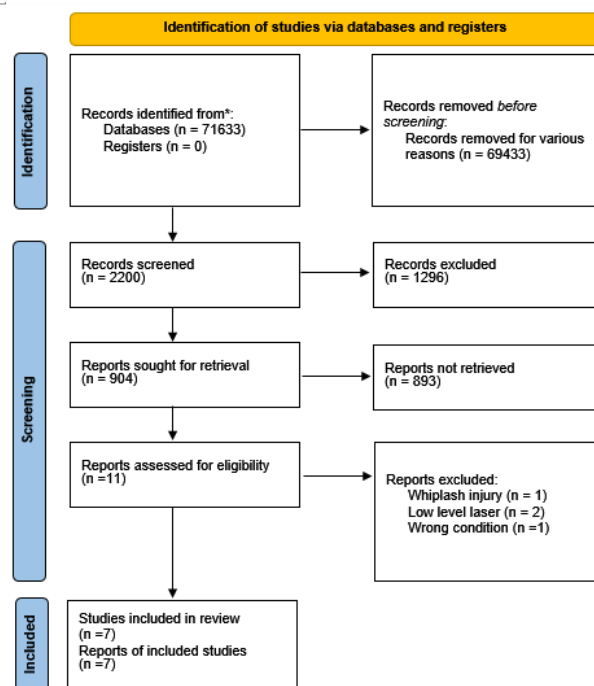 Identification of studies via databases and registers
Identification
Records identified from*:
Databases (n = 71633)
Registers (n = 0)
Records removed before
screening:
Records removed for various
reasons (n = 69433)
Screening
Records screened
(n = 2200)
Records excluded
(n = 1296)
Reports sought for retrieval
(n = 904)
Reports not retrieved
(n = 893)
Reports assessed for eligibility
(n =11)
Reports excluded:
Whiplash injury (n = 1)
Low level laser (n = 2)
Wrong condition (n =1)
Included
Studies included in review
(n =7)
Reports of included studies
(n =7)